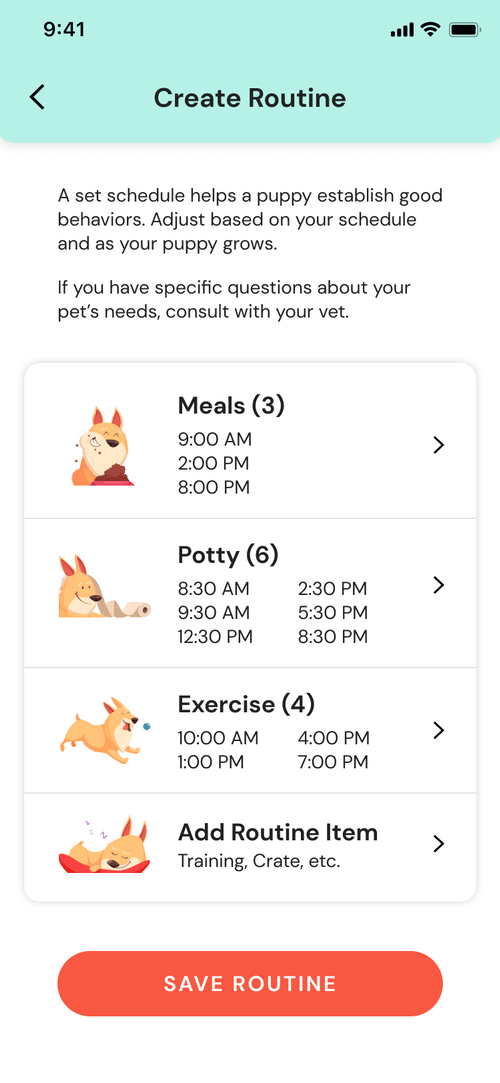 9:41
Create Routine
A set schedule helps a puppy establish good
behaviors. Adjust based on your schedule
and as your puppy grows.
If you have specific questions about your
pet’s needs, consult with your vet.
Meals (3)
9:00 AM
2:00 PM
8:00 PM
Potty (6)
8:30 AM 2:30 PM
9:30 AM 5:30 PM
12:30 PM 8:30 PM
Exercise (4)
10:00 AM 4:00 PM
1:00 PM 7:00 PM
z z z
Add Routine Item
Training, Crate, etc.
SAVE ROUTINE